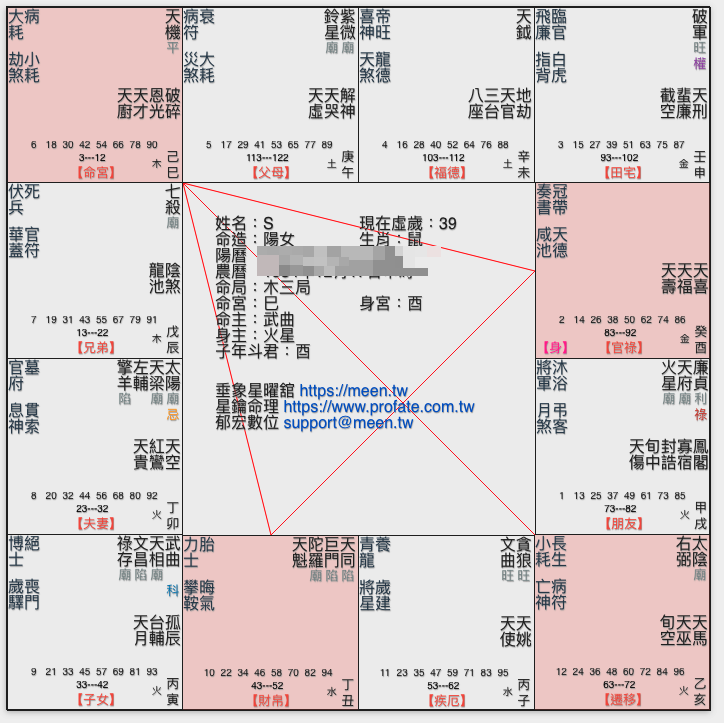 大耗 病
劫煞 小耗
天機 平
天廚 天才 恩光 破碎
6 18 30 42 54 66 78 90
3---12
【命宮】
木
己巳
病符 衰
災煞 大耗
鈴星 廟 紫微 廟
天虛 天哭 解神
5 17 29 41 53 65 77 89
113---122
【父母】
土
庚午
喜神 帝旺
天煞 龍德
天鉞
八座 三台 天官 地劫
4 16 28 40 52 64 76 88
103---112
【福德】
土
辛未
飛廉 臨官
指背 白虎
破軍 旺 權
截空 蜚廉 天刑
3 15 27 39 51 63 75 87
93---102
【田宅】
金
壬申
伏兵 死
華蓋 官符
七殺 廟
龍池 陰煞
7 19 31 43 55 67 79 91
13---22
【兄弟】
戊辰
姓名：S 現在虛歲：39
命造：陽女 生肖：鼠
陽曆
農曆
命局：木三局
命宮：巳 身宮：酉
命主：武曲
身主：火星
子年斗君：酉
垂象星曜舘 https://meen.tw
星鑰命理 https://www.profate.com.tw
郁宏數位 support@meen.tw
奏書 冠帶
咸池 天德
天壽 天福 天喜
2 14 26 38 50 62 74 86
83---92
【身】 【官祿】
金
癸酉
官府 墓
息神 貫索
擎羊 陷 左輔 天梁 廟 太陽 廟 忌
天貴 紅鸞 天空
8 20 32 44 56 68 80 92
23---32
【夫妻】
火
丁卯
將軍 沐浴
月煞 弔客
火星 廟 天府 廟 廉貞 利 祿
天傷 旬中 封誥 寡宿 鳳閣
1 13 25 37 49 61 73 85
73---82
【朋友】
火
甲戌
博士 絕
歲驛 喪門
祿存 廟 文昌 陷 天相 廟 武曲 科
天月 台輔 孤辰
9 21 33 45 57 69 81 93
33---42
【子女】
火
丙寅
力士 胎
攀鞍 晦氣
天魁 陀羅 廟 巨門 陷 天同 陷
10 22 34 46 58 70 82 94
43---52
【財帛】
水
丁丑
青龍 養
將星 歲建
文曲 旺 貪狼 旺
天使 天姚
11 23 35 47 59 71 83 95
53---62
【疾厄】
水
丙子
小耗 長生
亡神 病符
右弼 太陰 廟
旬空 天巫 天馬
12 24 36 48 60 72 84 96
63---72
【遷移】
火
乙亥